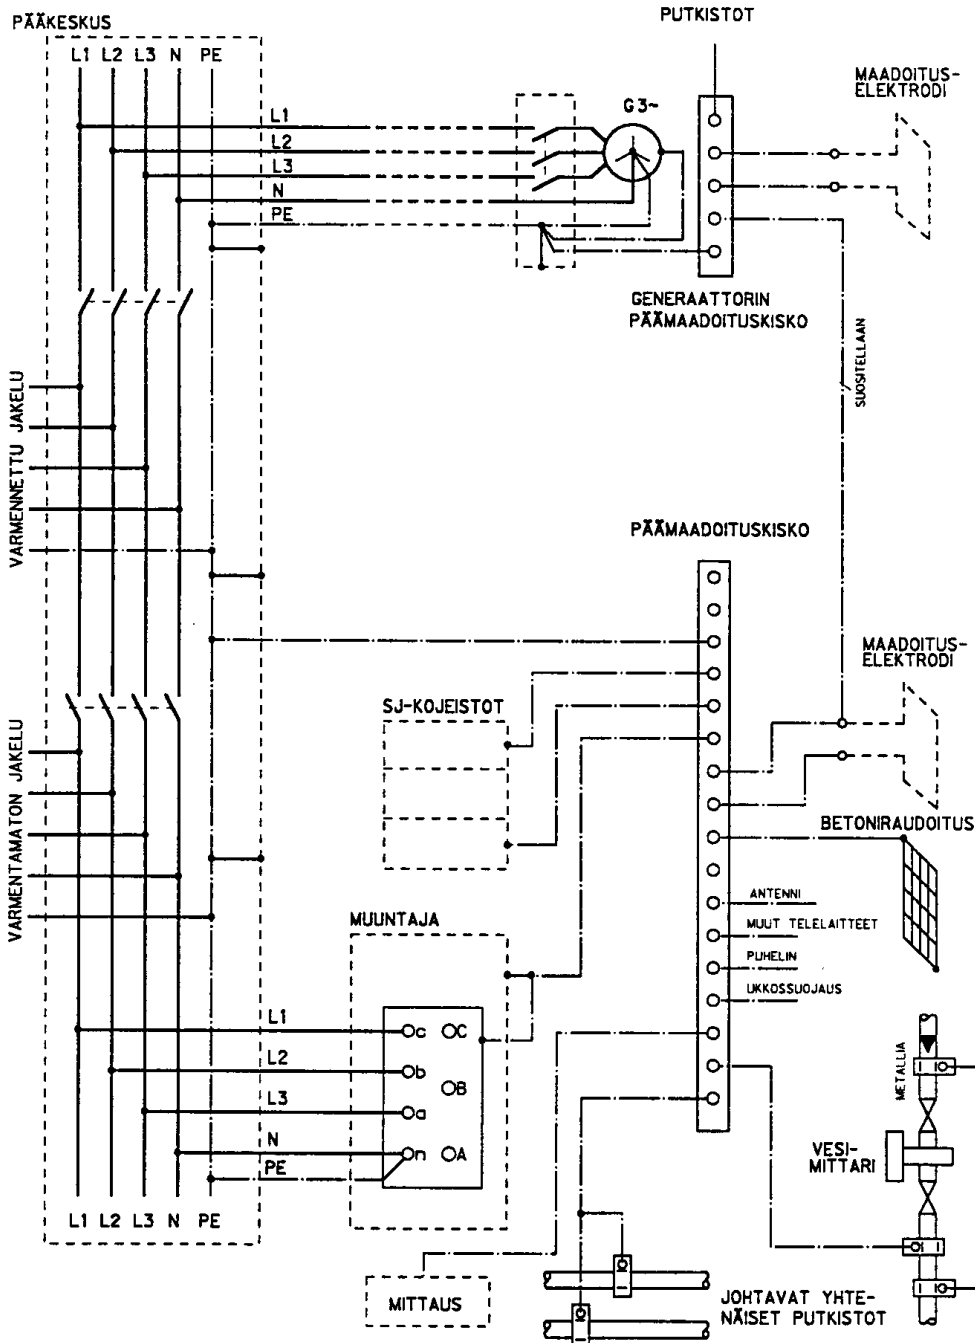 PÄÄKESKUS
L1 L2 L3 N PE
PUTKISTOT
MAADOITUS-
ELEKTRODI
G3~
L1
L2
L3
N
PE
GENERAATTORIN
PÄÄMAADOITUSKISKO
SUOSITELLAAN
VARMENNETTU JAKELU
PÄÄMAADOITUSKISKO
MAADOITUS-
ELEKTRODI
SJ-KOJEISTOT
VARMENTAMATON JAKELU
BETONIRAUDOITUS
ANTENNI
MUUT TELELAITTEET
PUHELIN
UKKOSSUOJAUS
MUUNTAJA
L1
L2
L3
N
PE
c C
b
B
a
n A
METALLIA
VESI-
MITTARI
L1 L2 L3 N PE
MITTAUS
JOHTAVAT YHTE-
NÄISET PUTKISTOT